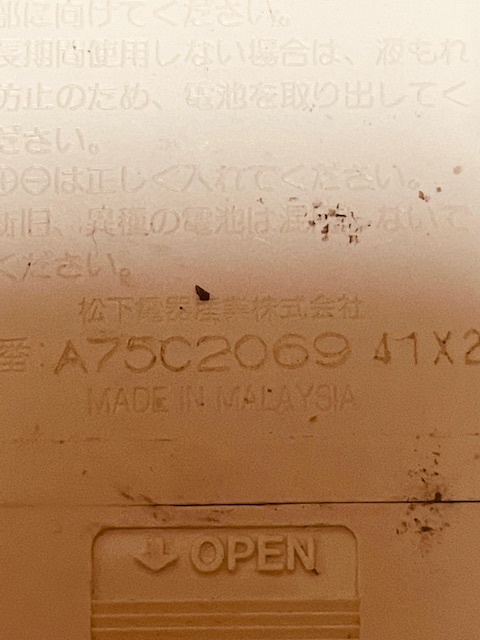 部に向けてください。
長期間使用しない場合は、液もれ
防止のため、電池を取り出してく
ださい。
⊕⊖は正しく入れてください。
新旧、異種の電池は混用しないで
ください。
松下電器産業株式会社
番:A75C2069 41X2
MADE IN MALAYSIA
↓ OPEN